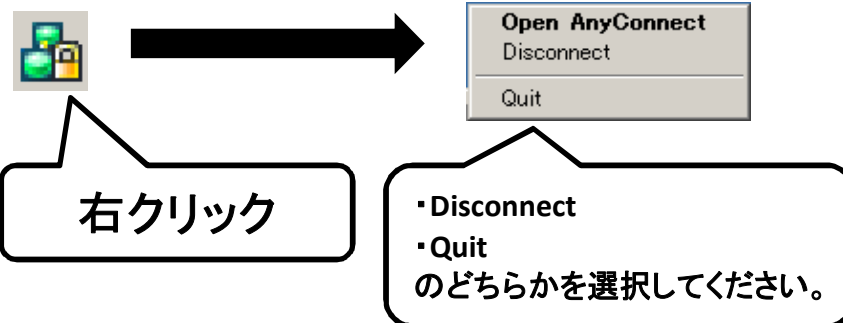 Open AnyConnect
Disconnect
Quit
右クリック
・Disconnect
・Quit
のどちらかを選択してください。